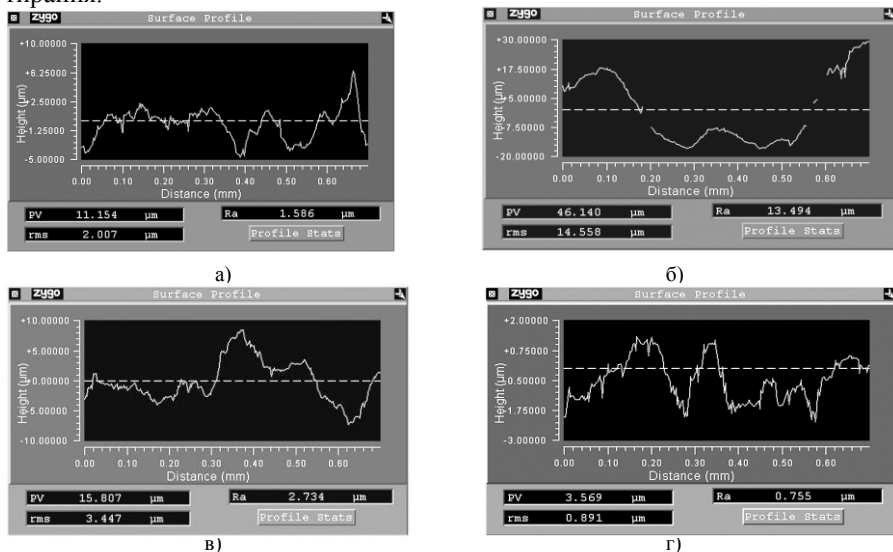 zygo Surface Profile
Height (µm)
+10.00000
+6.25000
+2.50000
1.25000
-5.00000
0.00 0.10 0.20 0.30 0.40 0.50 0.60
Distance (mm)
PV 11.154 µm Ra 1.586 µm
rms 2.007 µm Profile Stats
а)
zygo Surface Profile
Height (µm)
+30.00000
+17.50000
+5.00000
-7.50000
-20.00000
0.00 0.10 0.20 0.30 0.40 0.50 0.60
Distance (mm)
PV 46.140 µm Ra 13.494 µm
rms 14.558 µm Profile Stats
б)
zygo Surface Profile
Height (µm)
+10.00000
+5.00000
+0.00000
-5.00000
-10.00000
0.00 0.10 0.20 0.30 0.40 0.50 0.60
Distance (mm)
PV 15.807 µm Ra 2.734 µm
rms 3.447 µm Profile Stats
в)
zygo Surface Profile
Height (µm)
+2.00000
+0.75000
0.50000
-1.75000
-3.00000
0.00 0.10 0.20 0.30 0.40 0.50 0.60
Distance (mm)
PV 3.569 µm Ra 0.755 µm
rms 0.891 µm Profile Stats
г)